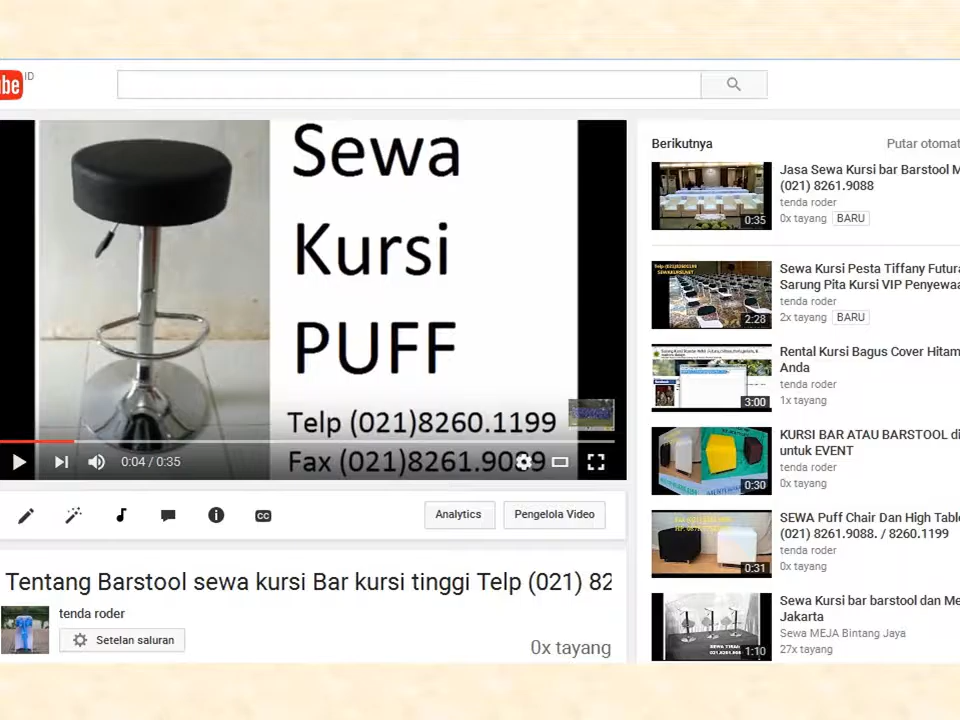 be ID
Sewa
Kursi
PUFF
Telp (021)8260.1199
Fax (021)8261.9089
0:04 / 0:35
CC
Analytics
Pengelola Video
Tentang Barstool sewa kursi Bar kursi tinggi Telp (021) 82
tenda roder
Setelan saluran
0x tayang
Berikutnya
Putar otomat
0:35
Jasa Sewa Kursi bar Barstool M
(021) 8261.9088
tenda roder
0x tayang BARU
2:28
Sewa Kursi Pesta Tiffany Futura
Sarung Pita Kursi VIP Penyewaa
tenda roder
2x tayang BARU
3:00
Rental Kursi Bagus Cover Hitam
Anda
tenda roder
1x tayang
0:30
KURSI BAR ATAU BARSTOOL di
untuk EVENT
tenda roder
0x tayang
0:31
SEWA Puff Chair Dan High Table
(021) 8261.9088. / 8260.1199
tenda roder
0x tayang
1:10
Sewa Kursi bar barstool dan Me
Jakarta
Sewa MEJA Bintang Jaya
27x tayang